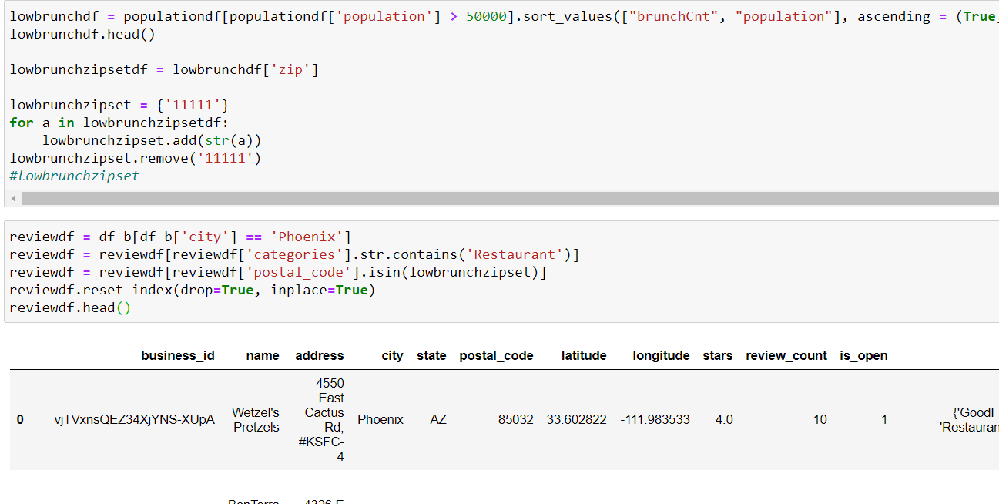 lowbrunchdf = populationdf[populationdf['population'] > 50000].sort_values(["brunchCnt", "population"], ascending = (True,
lowbrunchdf.head()
lowbrunchzipsetdf = lowbrunchdf['zip']
lowbrunchzipset = {'11111'}
for a in lowbrunchzipsetdf:
    lowbrunchzipset.add(str(a))
lowbrunchzipset.remove('11111')
#lowbrunchzipset
reviewdf = df_b[df_b['city'] == 'Phoenix']
reviewdf = reviewdf[reviewdf['categories'].str.contains('Restaurant')]
reviewdf = reviewdf[reviewdf['postal_code'].isin(lowbrunchzipset)]
reviewdf.reset_index(drop=True, inplace=True)
reviewdf.head()
business_id name address city state postal_code latitude longitude stars review_count is_open
4550
East
Wetzel's Cactus {'GoodF
0 vjTVxnsQEZ34XjYNS-XUpA Pretzels Rd, Phoenix AZ 85032 33.602822 -111.983533 4.0 10 1 'Restauran
#KSFC-
4
4326 E